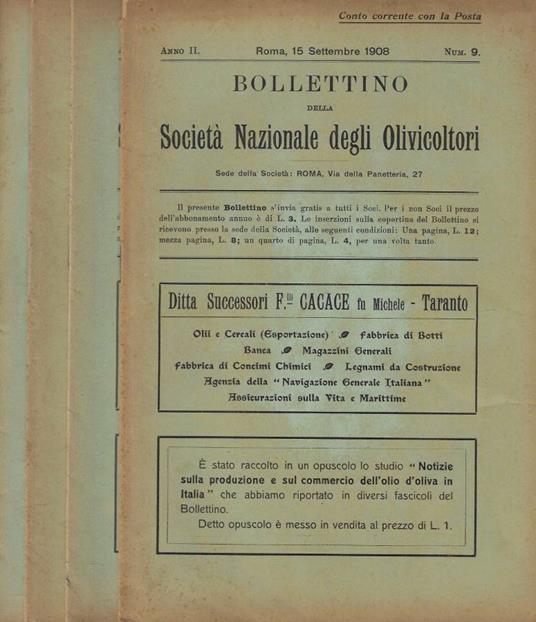 Conto corrente con la Posta
Anno II. Roma, 15 Settembre 1908 Num. 9.
BOLLETTINO
DELLA
Società Nazionale degli Olivicoltori
Sede della Società: ROMA, Via della Panetteria, 27
Il presente Bollettino s'invia gratis a tutti i Soci. Per i non Soci il prezzo
dell'abbonamento annuo è di L. 3. Le inserzioni sulla copertina del Bollettino si
ricevono presso la sede della Società, alle seguenti condizioni: Una pagina, L. 12;
mezza pagina, L. 8; un quarto di pagina, L. 4, per una volta tanto.
Ditta Successori F.lli CACACE fu Michele - Taranto
Olii e Cereali (Esportazione) Fabbrica di Botti
Banca Magazzini Generali
Fabbrica di Concimi Chimici Legnami da Costruzione
Agenzia della "Navigazione Generale Italiana"
Assicurazioni sulla Vita e Marittime
È stato raccolto in un opuscolo lo studio "Notizie
sulla produzione e sul commercio dell'olio d'oliva in
Italia" che abbiamo riportato in diversi fascicoli del
Bollettino.
Detto opuscolo è messo in vendita al prezzo di L. 1.